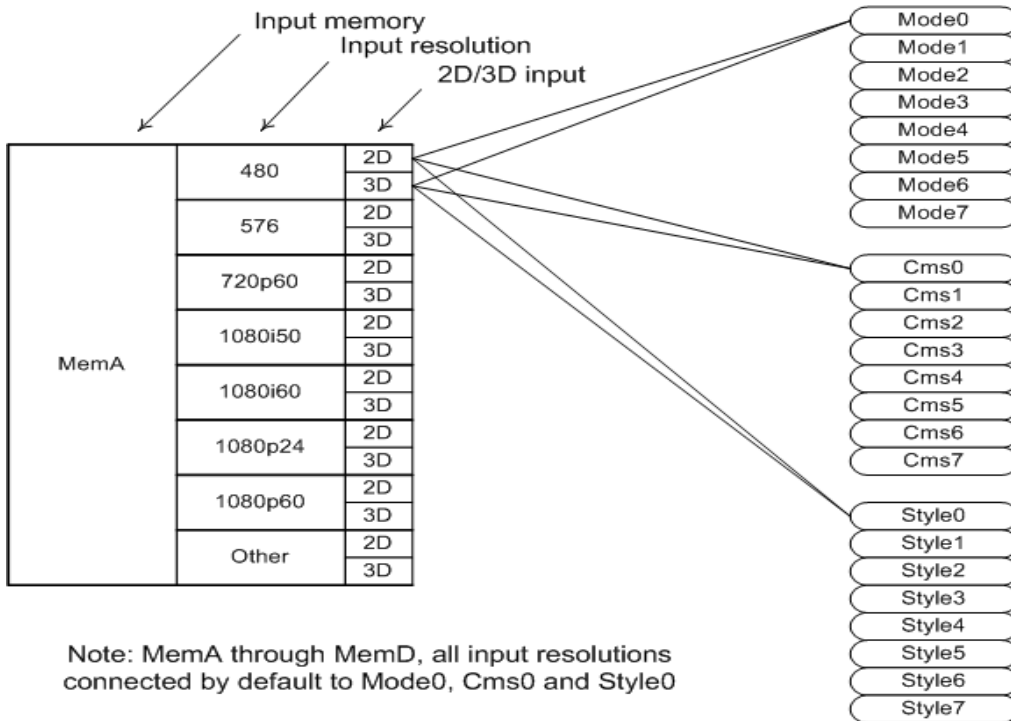 Input memory
Input resolution
2D/3D input
MemA
480
2D
3D
576
2D
3D
720p60
2D
3D
1080i50
2D
3D
1080i60
2D
3D
1080p24
2D
3D
1080p60
2D
3D
Other
2D
3D
Mode0
Mode1
Mode2
Mode3
Mode4
Mode5
Mode6
Mode7
Cms0
Cms1
Cms2
Cms3
Cms4
Cms5
Cms6
Cms7
Style0
Style1
Style2
Style3
Style4
Style5
Style6
Style7
Note: MemA through MemD, all input resolutions
connected by default to Mode0, Cms0 and Style0